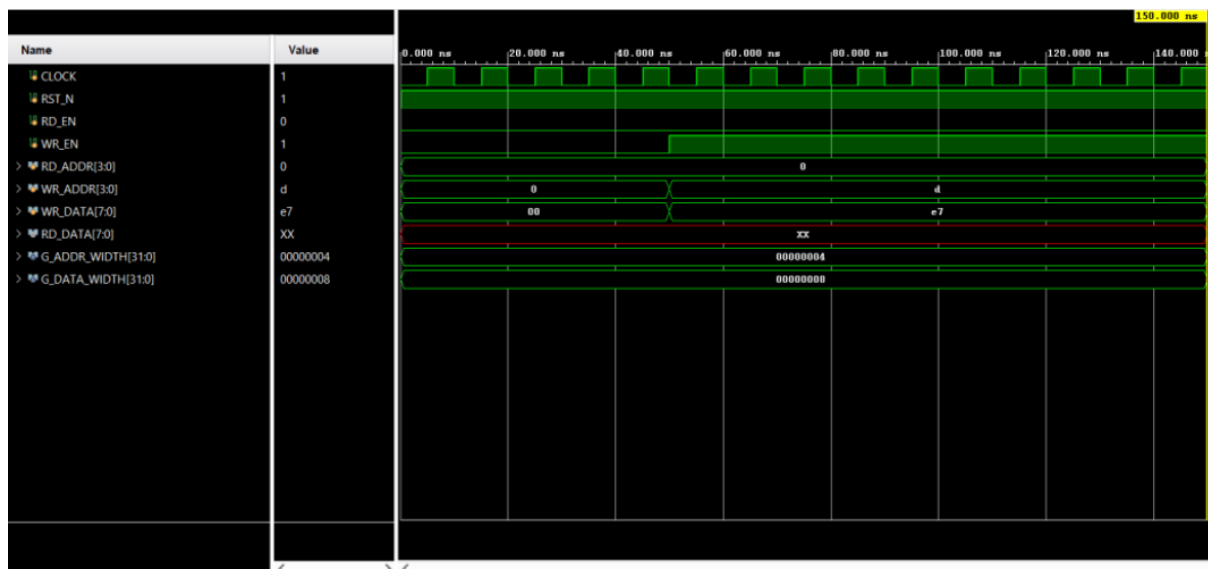 150.000 ns
Name Value 0.000 ns 20.000 ns 40.000 ns 60.000 ns 80.000 ns 100.000 ns 120.000 ns 140.000
CLOCK 1
RST_N 1
RD_EN 0
WR_EN 1
RD_ADDR[3:0] 0 0
WR_ADDR[3:0] d 0 d
WR_DATA[7:0] e7 00 e7
RD_DATA[7:0] XX XX
G_ADDR_WIDTH[31:0] 00000004 00000004
G_DATA_WIDTH[31:0] 00000008 00000008